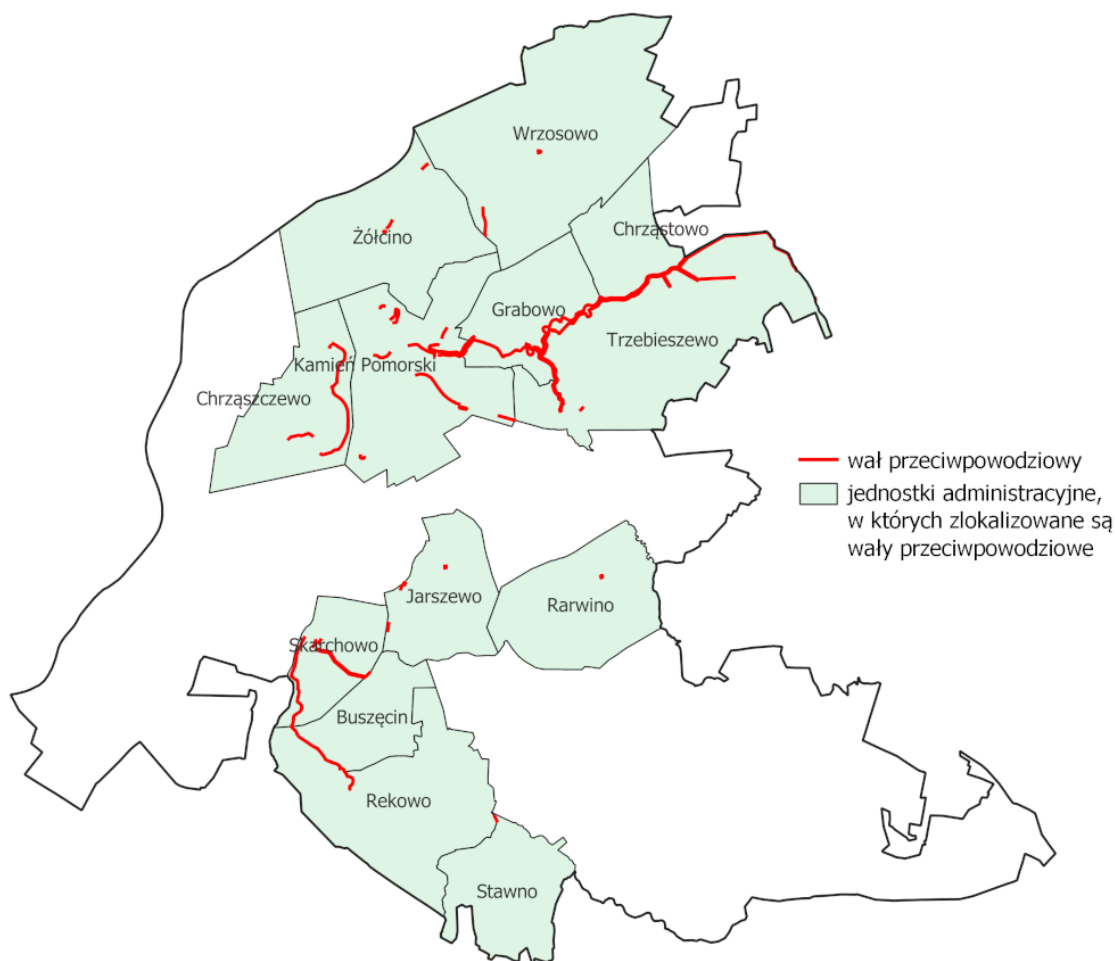 Wrzosowo
Chrząstowo
Żółcino
Grabowo
Trzebieszewo
Kamień Pomorski
Chrząszczewo
wał przeciwpowodziowy
jednostki administracyjne,
w których zlokalizowane są
wały przeciwpowodziowe
Jarszewo
Rarwino
Skarchowo
Buszęcin
Rekowo
Stawno